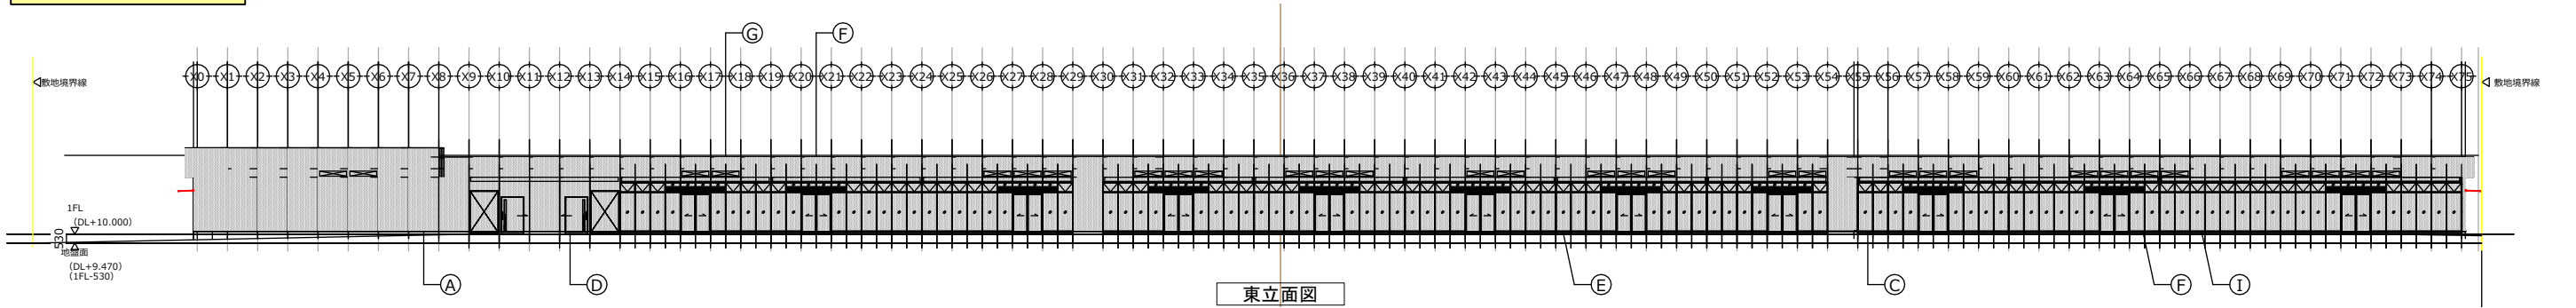 G F
X0 X1 X2 X3 X4 X5 X6 X7 X8 X9 X10 X11 X12 X13 X14 X15 X16 X17 X18 X19 X20 X21 X22 X23 X24 X25 X26 X27 X28 X29 X30 X31 X32 X33 X34 X35 X36 X37 X38 X39 X40 X41 X42 X43 X44 X45 X46 X47 X48 X49 X50 X51 X52 X53 X54 X55 X56 X57 X58 X59 X60 X61 X62 X63 X64 X65 X66 X67 X68 X69 X70 X71 X72 X73 X74 X75
敷地境界線 敷地境界線
1FL
(DL+10.000)
530
地盤面
(DL+9.470)
(1FL-530)
A D E C F I
東立面図